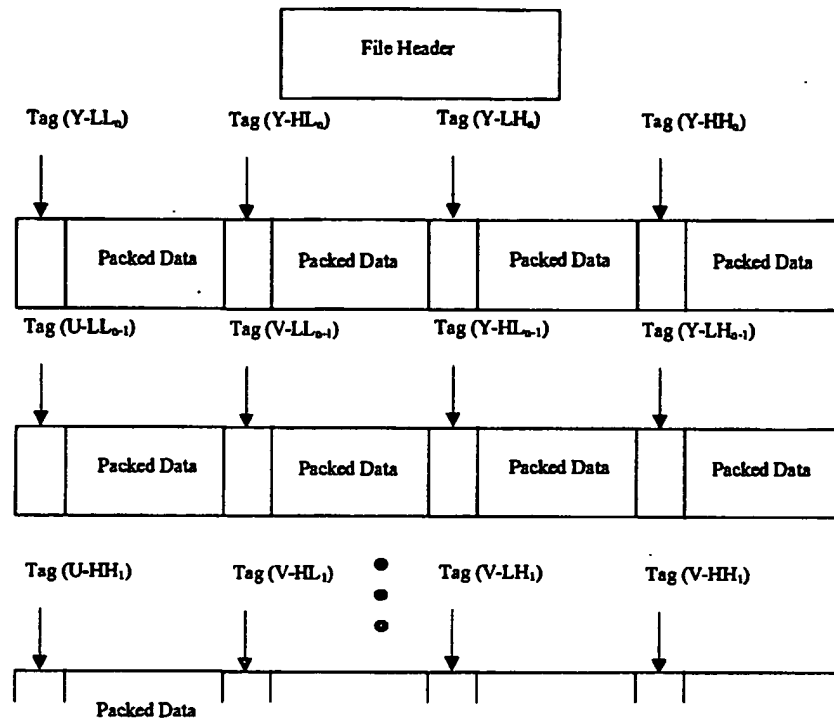 File Header
Tag (Y-LLₙ) Tag (Y-HLₙ) Tag (Y-LHₙ) Tag (Y-HHₙ)
Packed Data Packed Data Packed Data Packed Data
Tag (U-LLₙ₋₁) Tag (V-LLₙ₋₁) Tag (Y-HLₙ₋₁) Tag (Y-LHₙ₋₁)
Packed Data Packed Data Packed Data Packed Data
Tag (U-HH₁) Tag (V-HL₁) Tag (V-LH₁) Tag (V-HH₁)
Packed Data